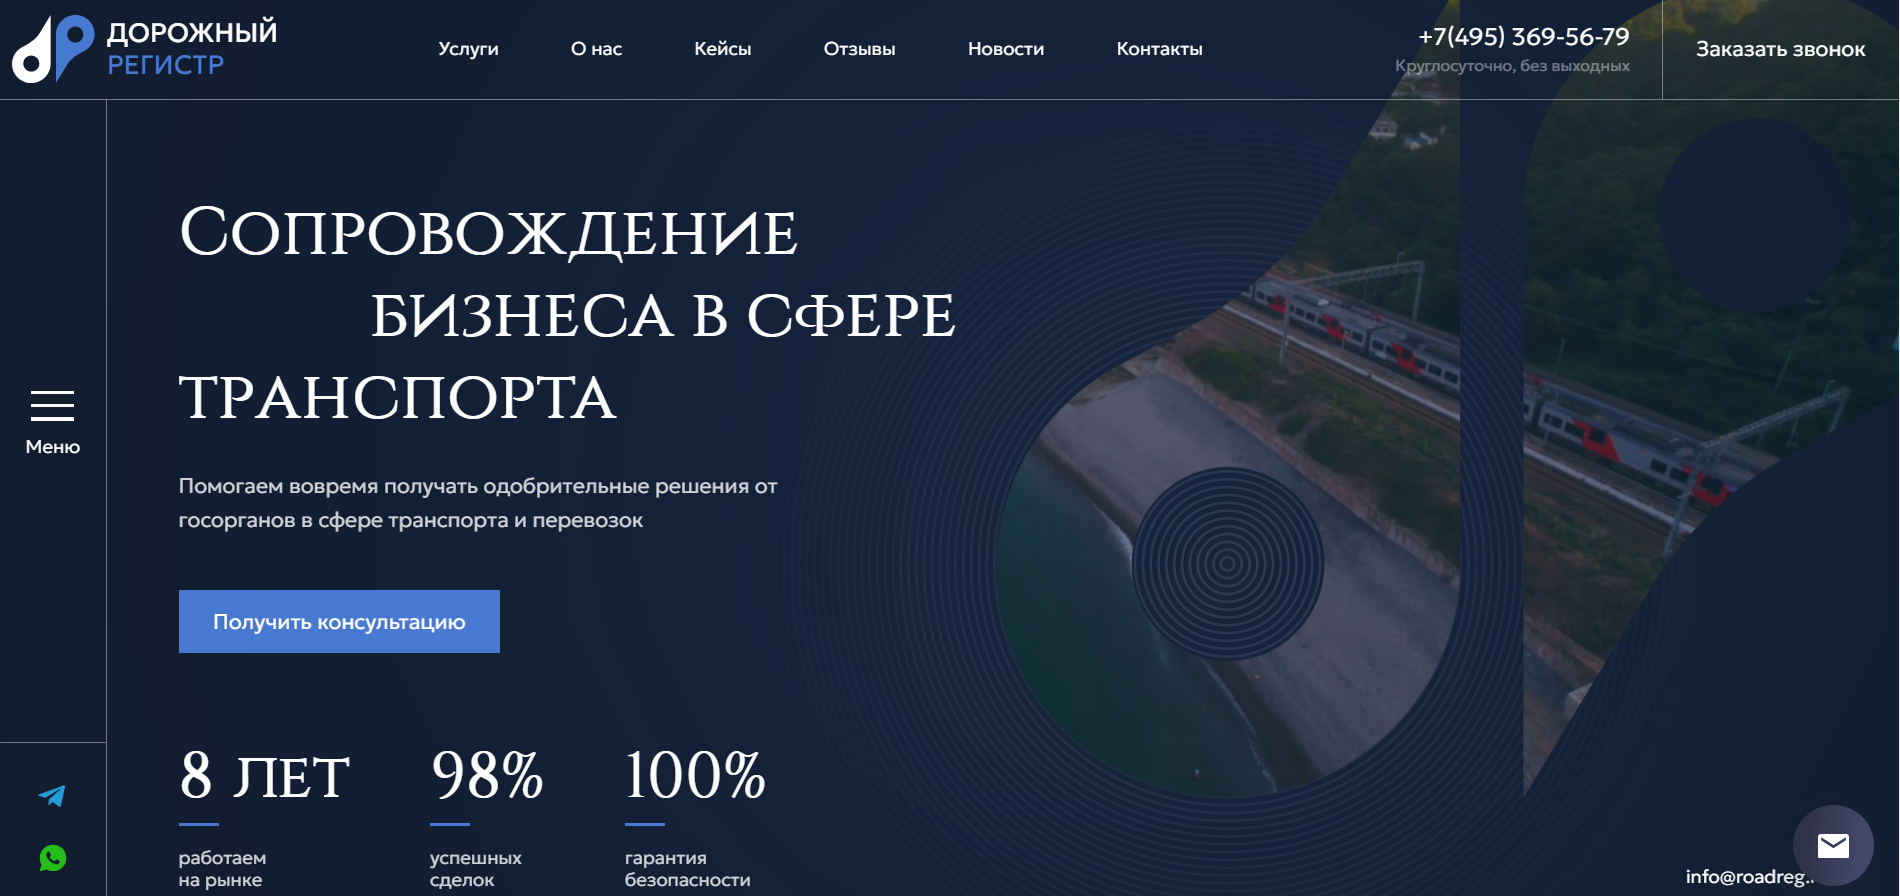 ДОРОЖНЫЙ
РЕГИСТР
Услуги
О нас
Кейсы
Отзывы
Новости
Контакты
+7(495) 369-56-79
Круглосуточно, без выходных
Заказать звонок
Меню
Сопровождение
бизнеса в сфере
транспорта
Помогаем вовремя получать одобрительные решения от
госорганов в сфере транспорта и перевозок
Получить консультацию
8 лет
работаем
на рынке
98%
успешных
сделок
100%
гарантия
безопасности